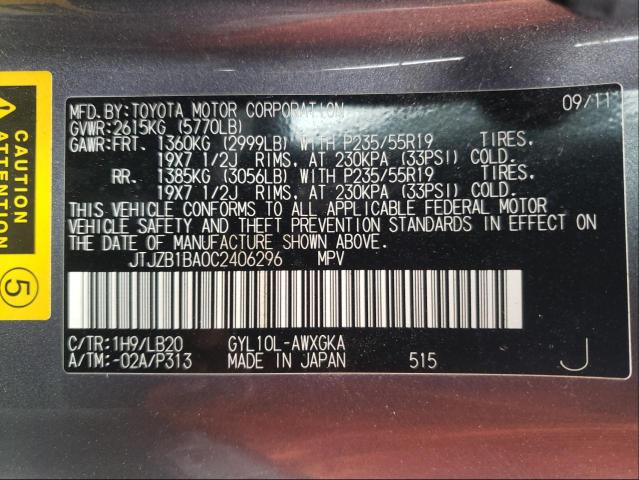 MFD.BY:TOYOTA MOTOR CORPORATION 09/11
GVWR:2615KG (5770LB)
GAWR:FRT. 1360KG (2999LB) WITH P235/55R19 TIRES.
19X7 1/2J RIMS, AT 230KPA (33PSI) COLD.
RR. 1385KG (3056LB) WITH P235/55R19 TIRES.
19X7 1/2J RIMS, AT 230KPA (33PSI) COLD.
THIS VEHICLE CONFORMS TO ALL APPLICABLE FEDERAL MOTOR
VEHICLE SAFETY AND THEFT PREVENTION STANDARDS IN EFFECT ON
THE DATE OF MANUFACTURE SHOWN ABOVE.
JTJZB1BA0C2406296 MPV
C/TR:1H9/LB20 GYL10L-AWXGKA
A/TM:-02A/P313 MADE IN JAPAN 515 J
CAUTION
5